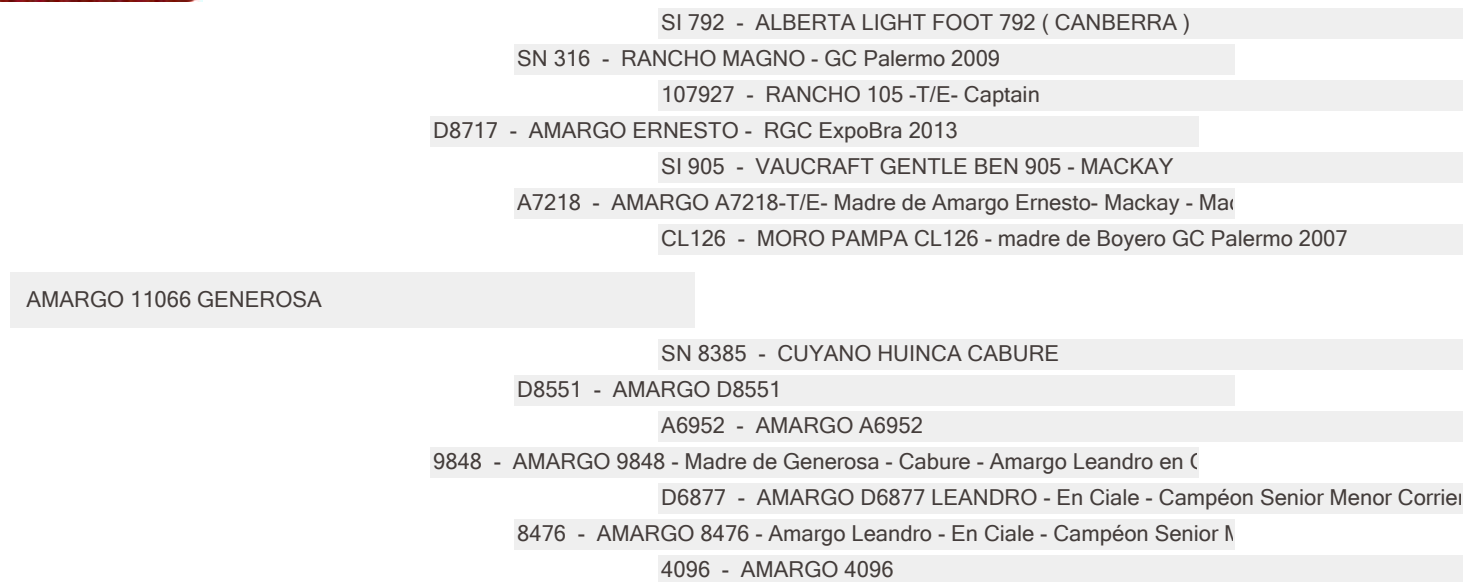 SI 792 - ALBERTA LIGHT FOOT 792 ( CANBERRA )
SN 316 - RANCHO MAGNO - GC Palermo 2009
107927 - RANCHO 105 -T/E- Captain
D8717 - AMARGO ERNESTO - RGC ExpoBra 2013
SI 905 - VAUCRAFT GENTLE BEN 905 - MACKAY
A7218 - AMARGO A7218-T/E- Madre de Amargo Ernesto- Mackay -
CL126 - MORO PAMPA CL126 - madre de Boyero GC Palermo 2007
AMARGO 11066 GENEROSA
SN 8385 - CUYANO HUINCA CABURE
D8551 - AMARGO D8551
A6952 - AMARGO A6952
9848 - AMARGO 9848 - Madre de Generosa - Cabure - Amargo Leandro en
D6877 - AMARGO D6877 LEANDRO - En Ciale - Campéon Senior Menor
8476 - AMARGO 8476 - Amargo Leandro - En Ciale - Campéon Senior
4096 - AMARGO 4096